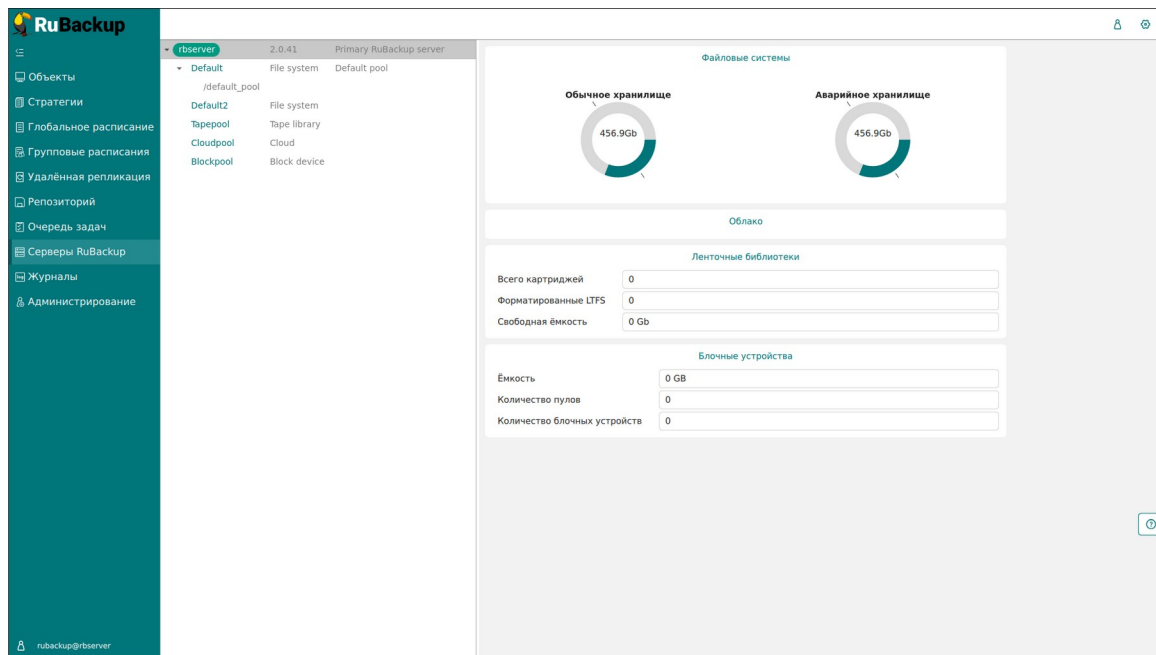 RuBackup
Объекты
Стратегии
Глобальное расписание
Групповые расписания
Удалённая репликация
Репозиторий
Очередь задач
Серверы RuBackup
Журналы
Администрирование
rubackup@rbserver
rbserver 2.0.41 Primary RuBackup server
Default File system Default pool
/default_pool
Default2 File system
Tapepool Tape library
Cloudpool Cloud
Blockpool Block device
Файловые системы
Обычное хранилище Аварийное хранилище
456.9Gb 456.9Gb
Облако
Ленточные библиотеки
Всего картриджей 0
Форматированные LTFS 0
Свободная ёмкость 0 Gb
Блочные устройства
Ёмкость 0 GB
Количество пулов 0
Количество блочных устройств 0